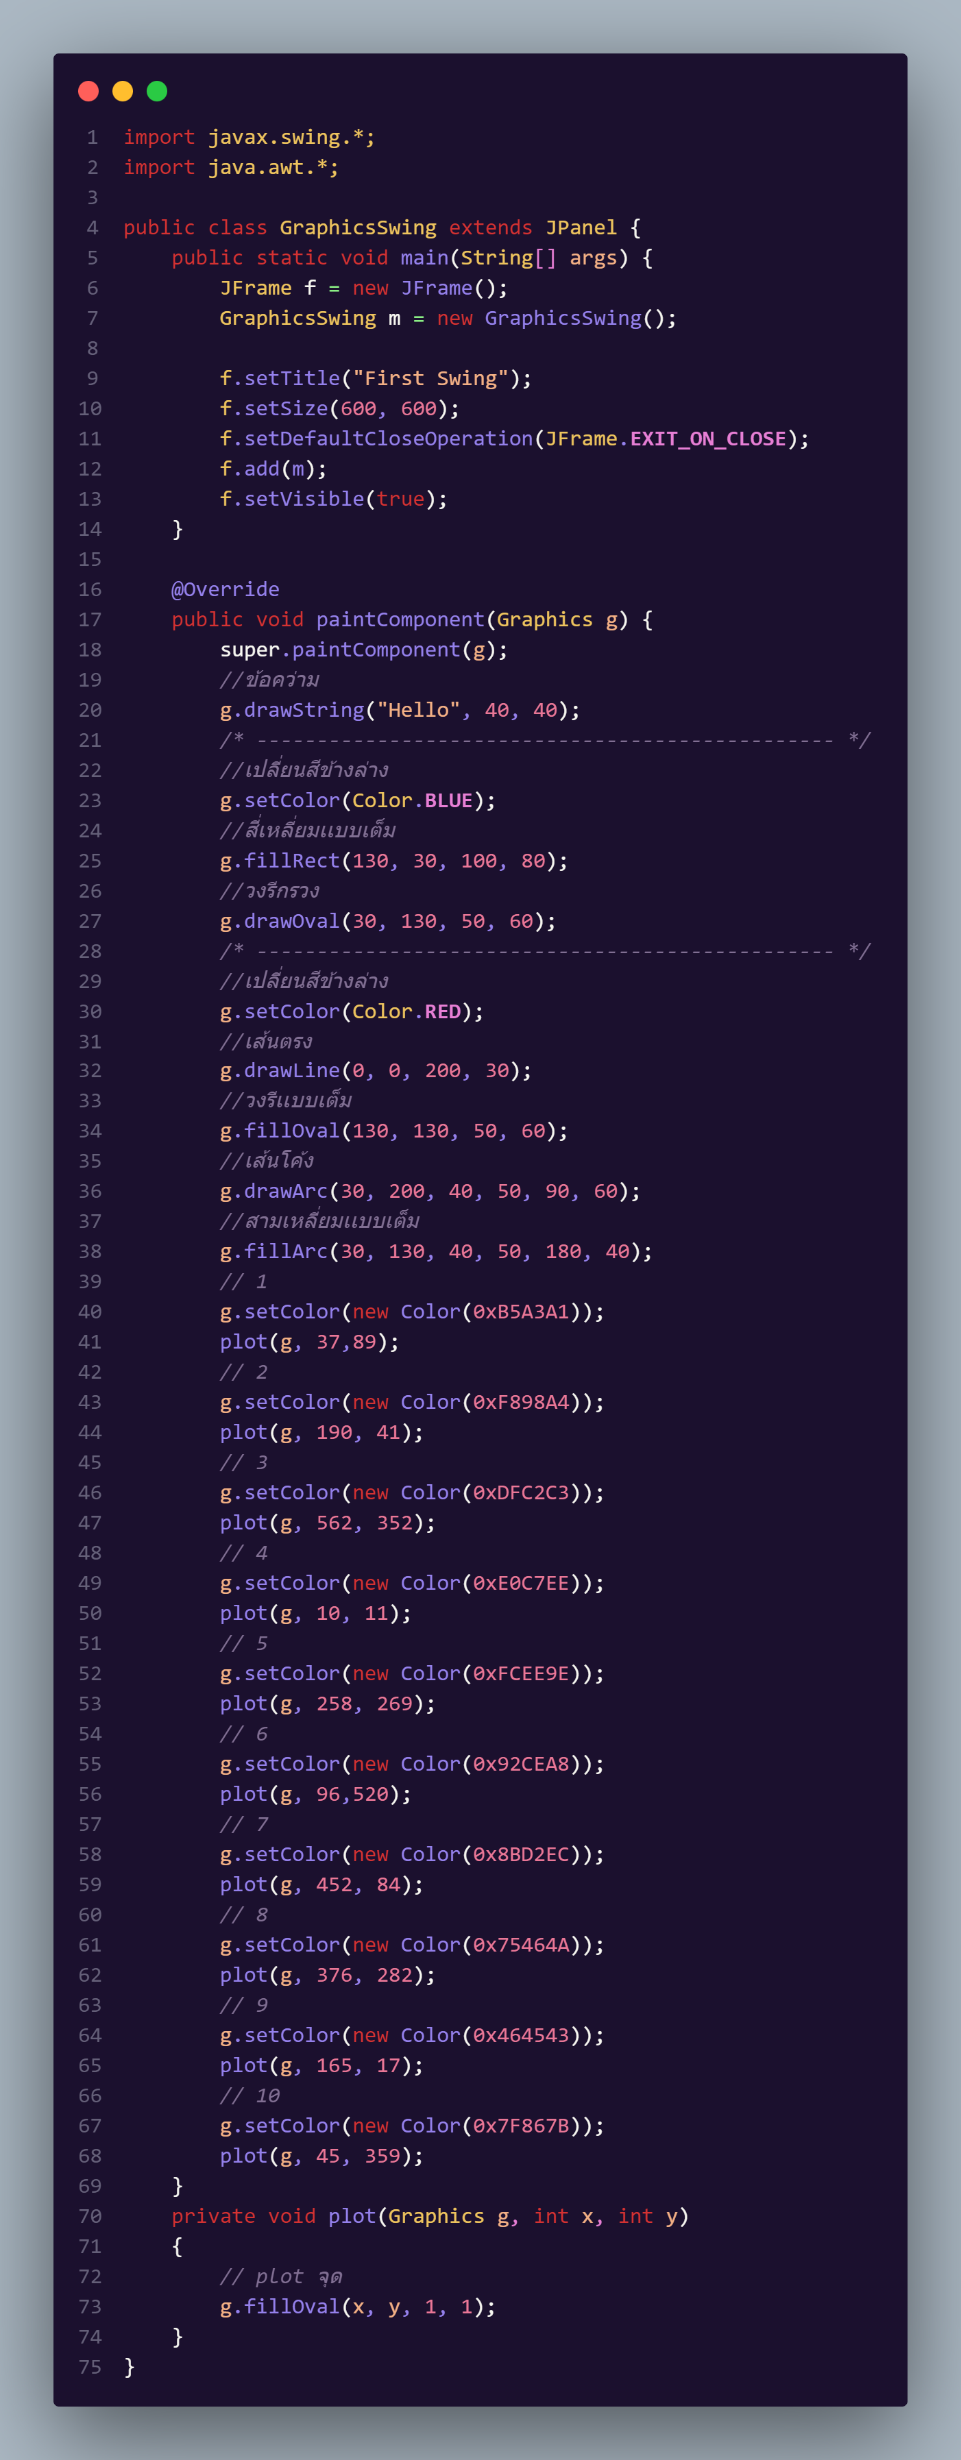 1 import javax.swing.*;
2 import java.awt.*;
3
4 public class GraphicsSwing extends JPanel {
5     public static void main(String[] args) {
6         JFrame f = new JFrame();
7         GraphicsSwing m = new GraphicsSwing();
8
9         f.setTitle("First Swing");
10         f.setSize(600, 600);
11         f.setDefaultCloseOperation(JFrame.EXIT_ON_CLOSE);
12         f.add(m);
13         f.setVisible(true);
14     }
15
16     @Override
17     public void paintComponent(Graphics g) {
18         super.paintComponent(g);
19         //ข้อคว่าม
20         g.drawString("Hello", 40, 40);
21         /* ------------------------------------------------ */
22         //เปลี่ยนสีข้างล่าง
23         g.setColor(Color.BLUE);
24         //สี่เหลี่ยมแบบเต็ม
25         g.fillRect(130, 30, 100, 80);
26         //วงรีกรวง
27         g.drawOval(30, 130, 50, 60);
28         /* ------------------------------------------------ */
29         //เปลี่ยนสีข้างล่าง
30         g.setColor(Color.RED);
31         //เส้นตรง
32         g.drawLine(0, 0, 200, 30);
33         //วงรีแบบเต็ม
34         g.fillOval(130, 130, 50, 60);
35         //เส้นโค้ง
36         g.drawArc(30, 200, 40, 50, 90, 60);
37         //สามเหลี่ยมแบบเต็ม
38         g.fillArc(30, 130, 40, 50, 180, 40);
39         // 1
40         g.setColor(new Color(0xB5A3A1));
41         plot(g, 37,89);
42         // 2
43         g.setColor(new Color(0xF898A4));
44         plot(g, 190, 41);
45         // 3
46         g.setColor(new Color(0xDFC2C3));
47         plot(g, 562, 352);
48         // 4
49         g.setColor(new Color(0xE0C7EE));
50         plot(g, 10, 11);
51         // 5
52         g.setColor(new Color(0xFCEE9E));
53         plot(g, 258, 269);
54         // 6
55         g.setColor(new Color(0x92CEA8));
56         plot(g, 96,520);
57         // 7
58         g.setColor(new Color(0x8BD2EC));
59         plot(g, 452, 84);
60         // 8
61         g.setColor(new Color(0x75464A));
62         plot(g, 376, 282);
63         // 9
64         g.setColor(new Color(0x464543));
65         plot(g, 165, 17);
66         // 10
67         g.setColor(new Color(0x7F867B));
68         plot(g, 45, 359);
69     }
70     private void plot(Graphics g, int x, int y)
71     {
72         // plot จุด
73         g.fillOval(x, y, 1, 1);
74     }
75 }